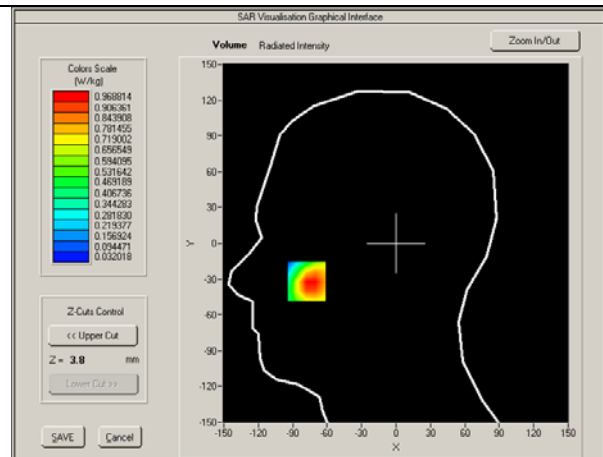 SAR Visualisation Graphical Interface
Volume Radiated Intensity
Zoom In/Out
Colors Scale
(W/kg)
0.968814
0.906361
0.843908
0.781455
0.719002
0.656549
0.594095
0.531642
0.469189
0.406736
0.344283
0.281830
0.219377
0.156924
0.094471
0.032018
Z-Cuts Control
<< Upper Cut
Z = 3.8 mm
Lower Cut >>
SAVE Cancel
150
120
90
60
30
0
-30
-60
-90
-120
-150
Y
-150 -120 -90 -60 -30 0 30 60 90 120 150
X